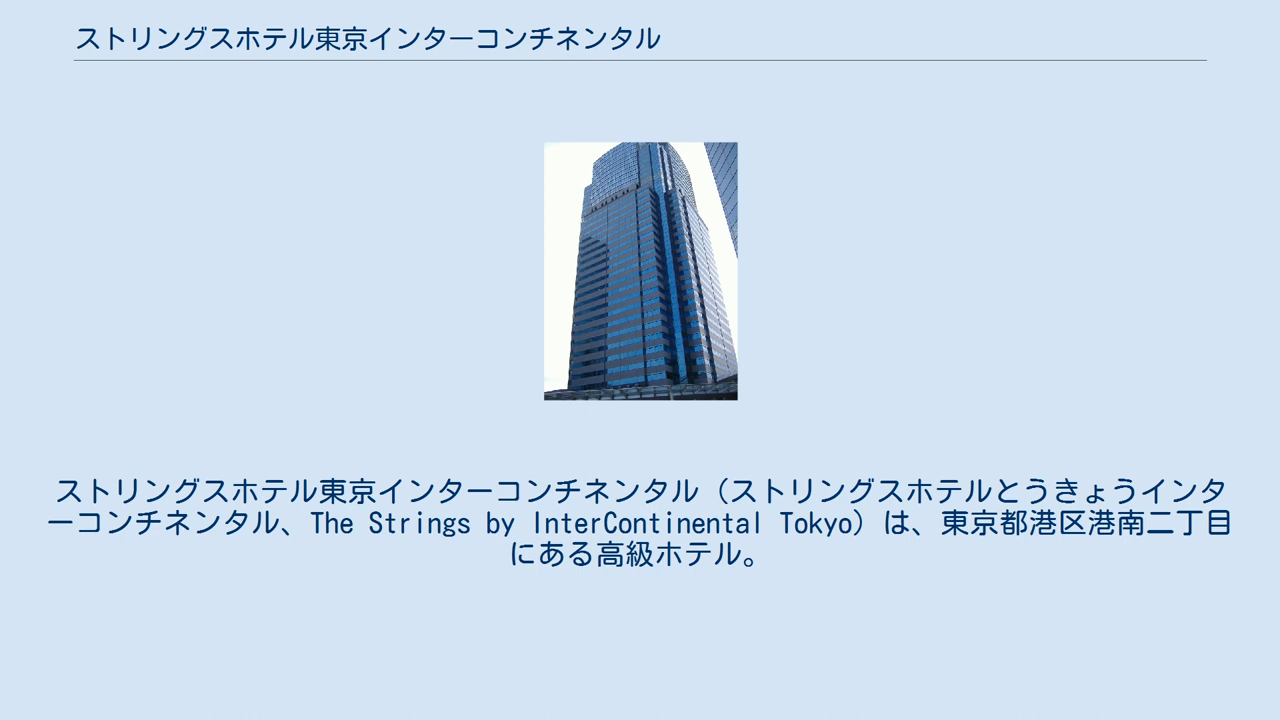 ストリングスホテル東京インターコンチネンタル
ストリングスホテル東京インターコンチネンタル（ストリングスホテルとうきょうインタ
ーコンチネンタル、The Strings by InterContinental Tokyo）は、東京都港区港南二丁目
にある高級ホテル。